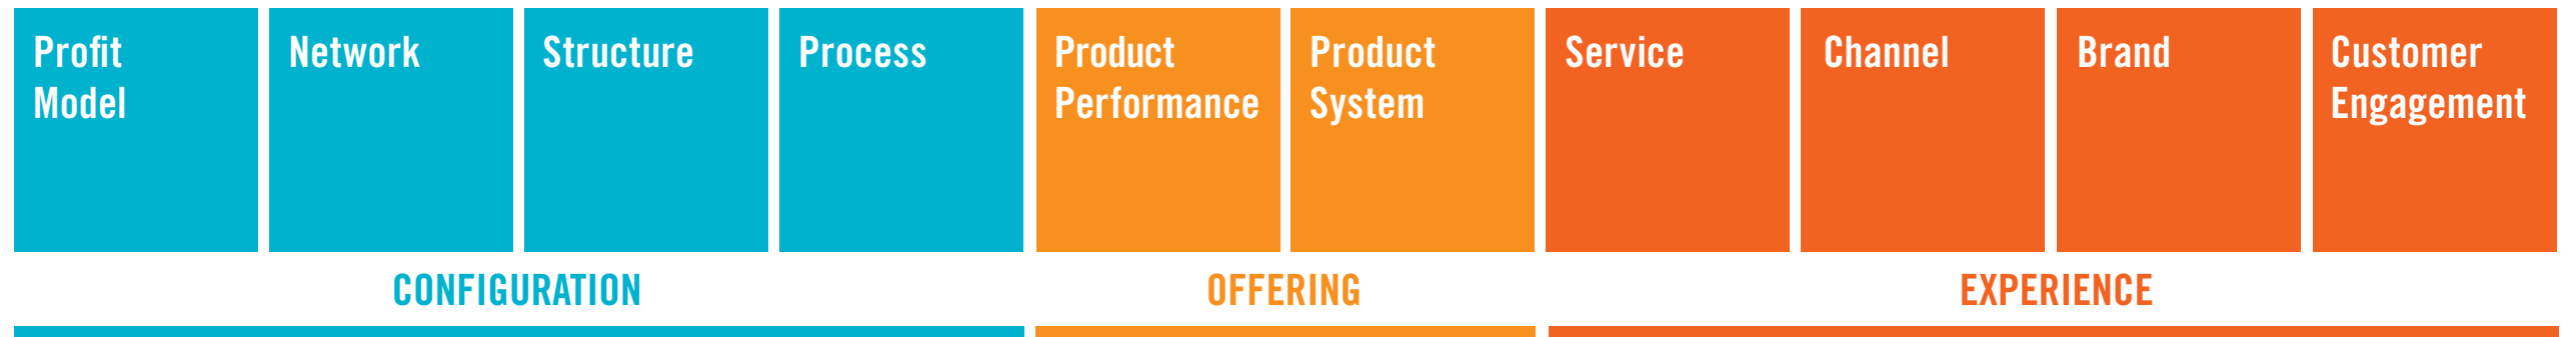 Profit
Model
Network
Structure
Process
Product
Performance
Product
System
Service
Channel
Brand
Customer
Engagement
CONFIGURATION
OFFERING
EXPERIENCE